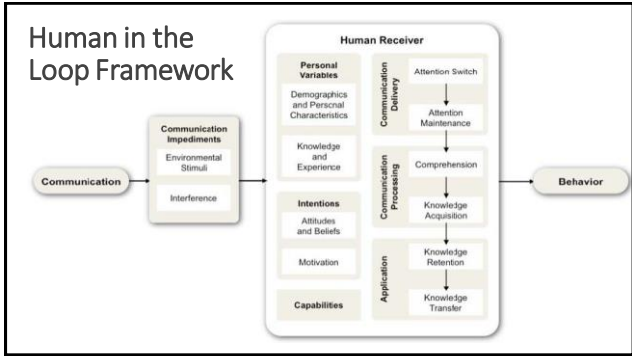 Human in the
Loop Framework
Communication
Communication
Impediments
Environmental
Stimuli
Interference
Human Receiver
Personal
Variables
Demographics
and Personal
Characteristics
Knowledge
and
Experience
Intentions
Attitudes
and Beliefs
Motivation
Capabilities
Communication
Delivery
Attention Switch
Attention
Maintenance
Communication
Processing
Comprehension
Knowledge
Acquisition
Application
Knowledge
Retention
Knowledge
Transfer
Behavior